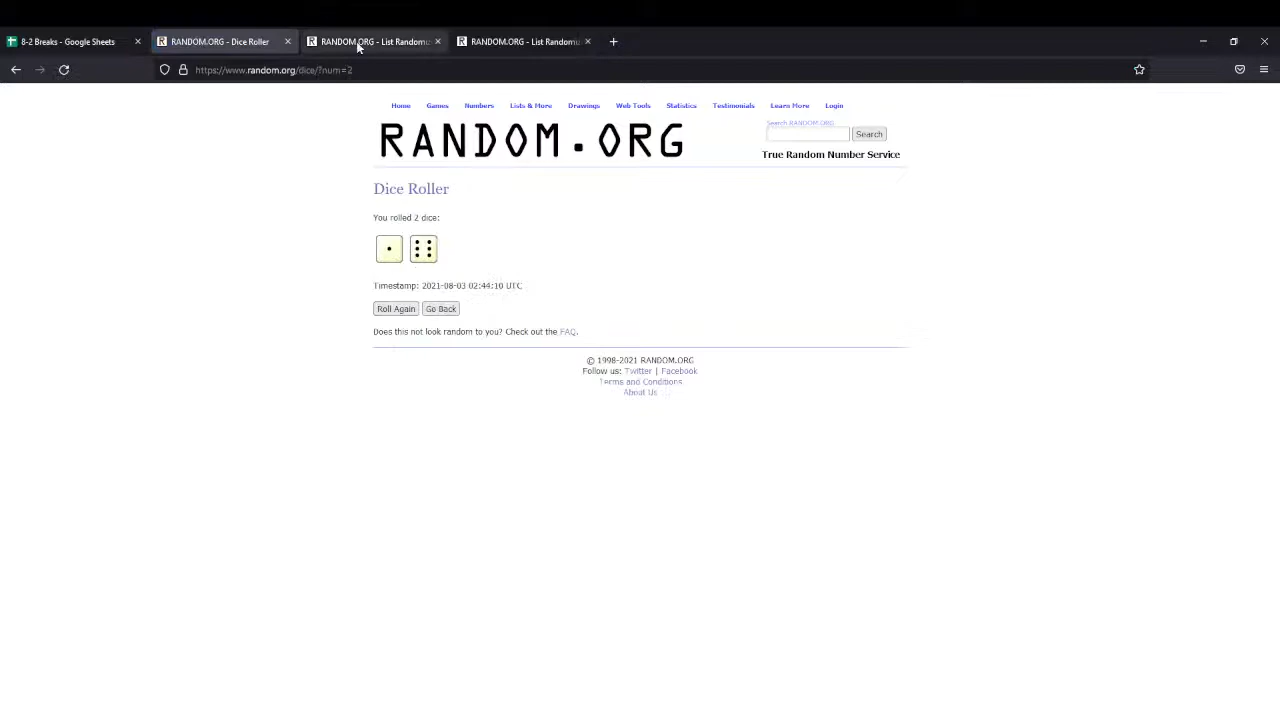 8-2 Breaks - Google Sheets
RANDOM.ORG - Dice Roller
RANDOM.ORG - List Randomi
RANDOM.ORG - List Randomi
https://www.random.org/dice/?num=2
Home Games Numbers Lists & More Drawings Web Tools Statistics Testimonials Learn More Login
RANDOM.ORG
Search RANDOM.ORG
Search
True Random Number Service
Dice Roller
You rolled 2 dice:
Timestamp: 2021-08-03 02:44:10 UTC
Roll Again Go Back
Does this not look random to you? Check out the FAQ.
© 1998-2021 RANDOM.ORG
Follow us: Twitter | Facebook
Terms and Conditions
About Us